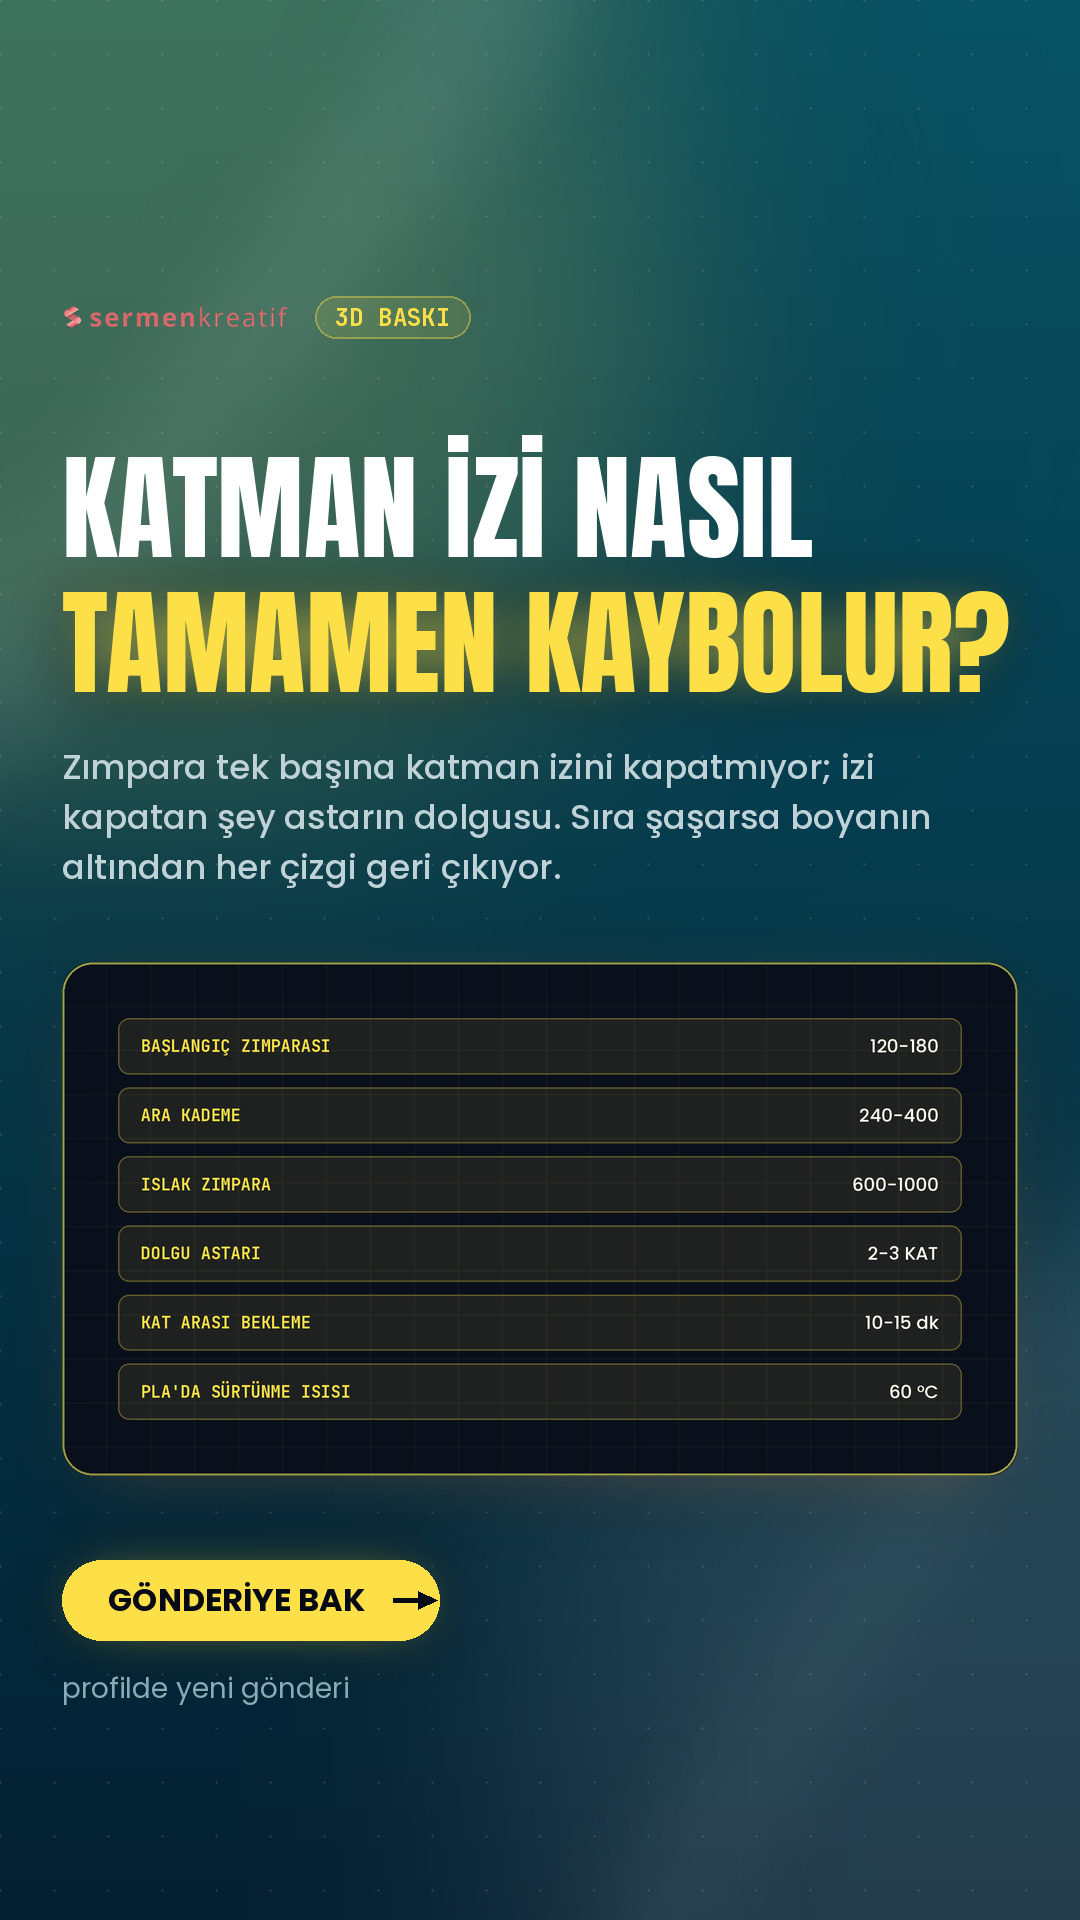 sermenkreatif
3D BASKI
KATMAN İZİ NASIL
TAMAMEN KAYBOLUR?
Zımpara tek başına katman izini kapatmıyor; izi
kapatan şey astarın dolgusu. Sıra şaşarsa boyanın
altından her çizgi geri çıkıyor.
BAŞLANGIÇ ZIMPARASI 120-180
ARA KADEME 240-400
ISLAK ZIMPARA 600-1000
DOLGU ASTARI 2-3 KAT
KAT ARASI BEKLEME 10-15 dk
PLA'DA SÜRTÜNME ISISI 60 °C
GÖNDERİYE BAK
profilde yeni gönderi